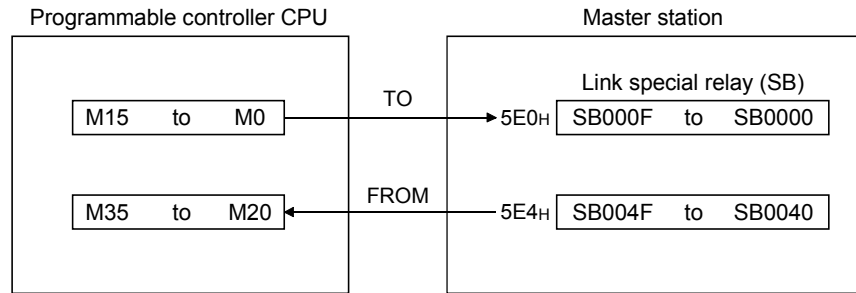 Programmable controller CPU
Master station
Link special relay (SB)
M15 to M0
TO
5E0H
SB000F to SB0000
M35 to M20
FROM
5E4H
SB004F to SB0040